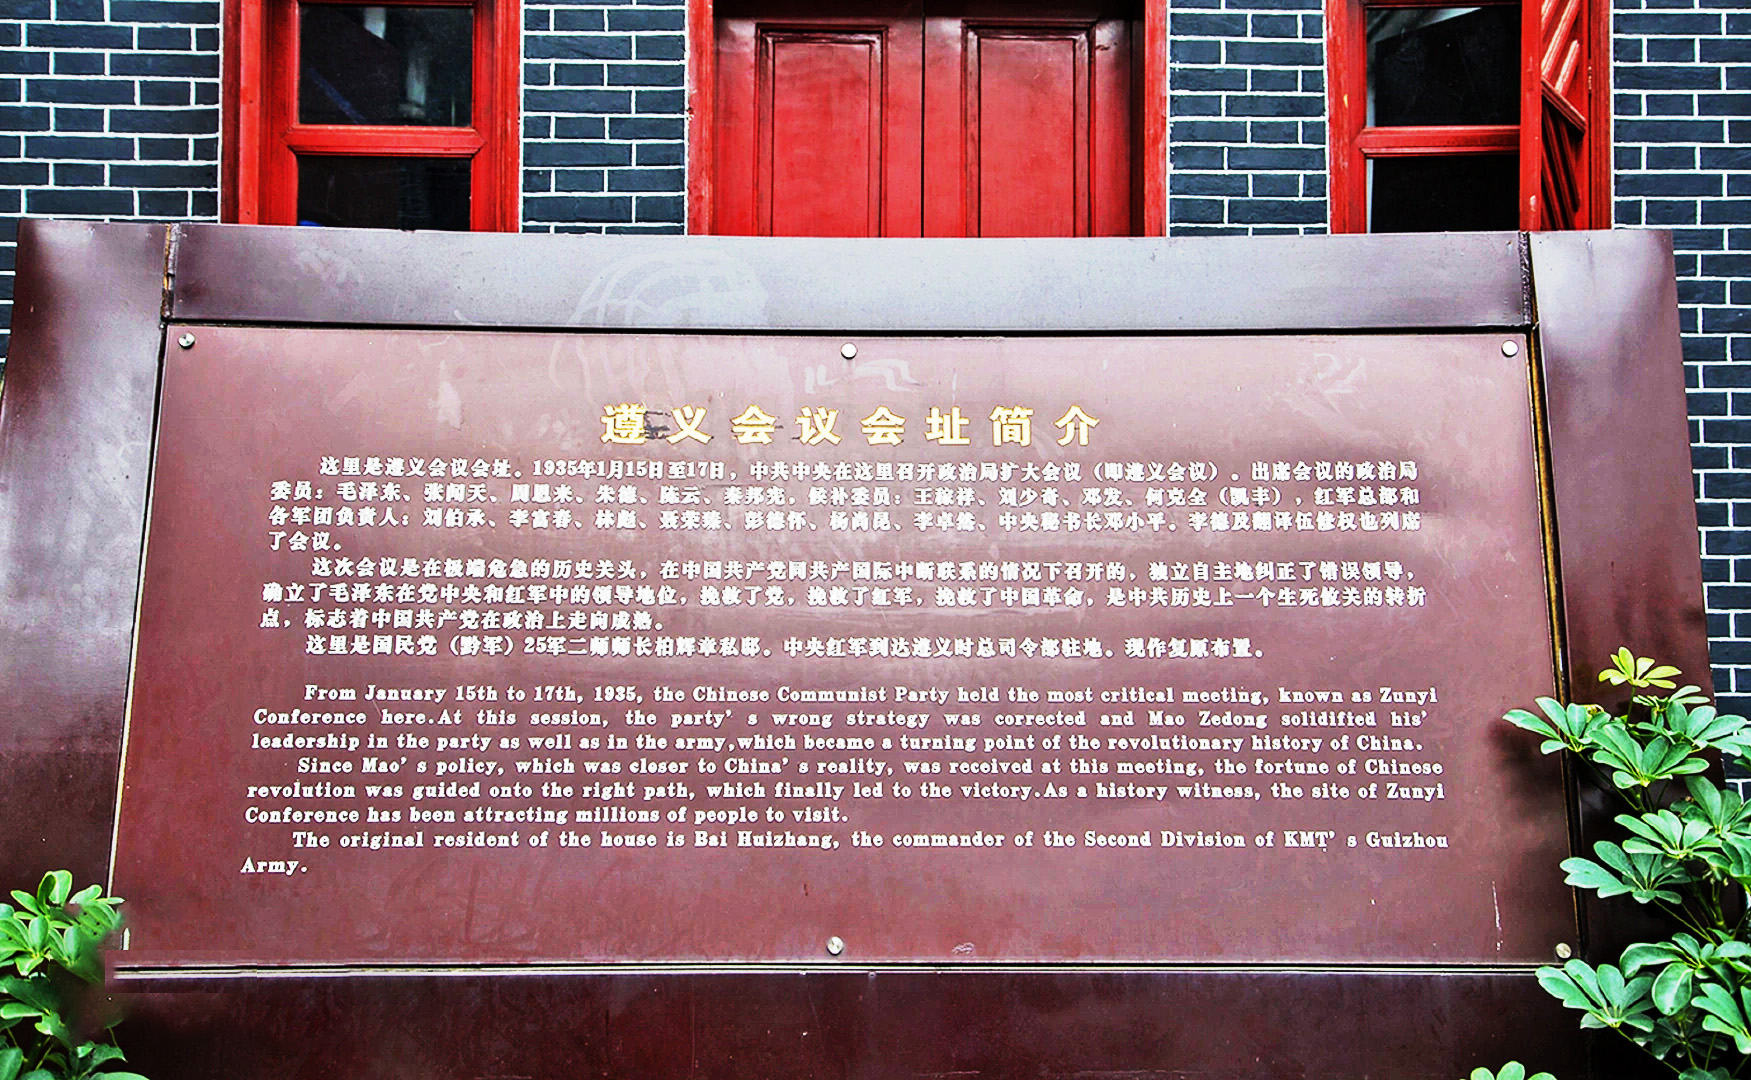 遵义会议会址简介
这里是遵义会议会址。1935年1月15日至17日，中共中央在这里召开政治局扩大会议（即遵义会议）。出席会议的政治局
委员：毛泽东、张闻天、周恩来、朱德、陈云、秦邦宪，候补委员：王稼祥、刘少奇、邓发、何克全（凯丰），红军总部和
各军团负责人：刘伯承、李富春、林彪、聂荣臻、彭德怀、杨尚昆、李卓然、中央秘书长邓小平。李德及翻译伍修权也列席
了会议。
这次会议是在极端危急的历史关头，在中国共产党同共产国际中断联系的情况下召开的，独立自主地纠正了错误领导，
确立了毛泽东在党中央和红军中的领导地位，挽救了党，挽救了红军，挽救了中国革命，是中共历史上一个生死攸关的转折
点，标志着中国共产党在政治上走向成熟。
这里是国民党（黔军）25军二师师长柏辉章私邸。中央红军到达遵义时总司令部驻地。现作复原布置。
From January 15th to 17th, 1935, the Chinese Communist Party held the most critical meeting, known as Zunyi
Conference here.At this session, the party’ s wrong strategy was corrected and Mao Zedong solidified his’
leadership in the party as well as in the army,which became a turning point of the revolutionary history of China.
Since Mao’ s policy, which was closer to China’ s reality, was received at this meeting, the fortune of Chinese
revolution was guided onto the right path, which finally led to the victory.As a history witness, the site of Zunyi
Conference has been attracting millions of people to visit.
The original resident of the house is Bai Huizhang, the commander of the Second Division of KMT’ s Guizhou
Army.